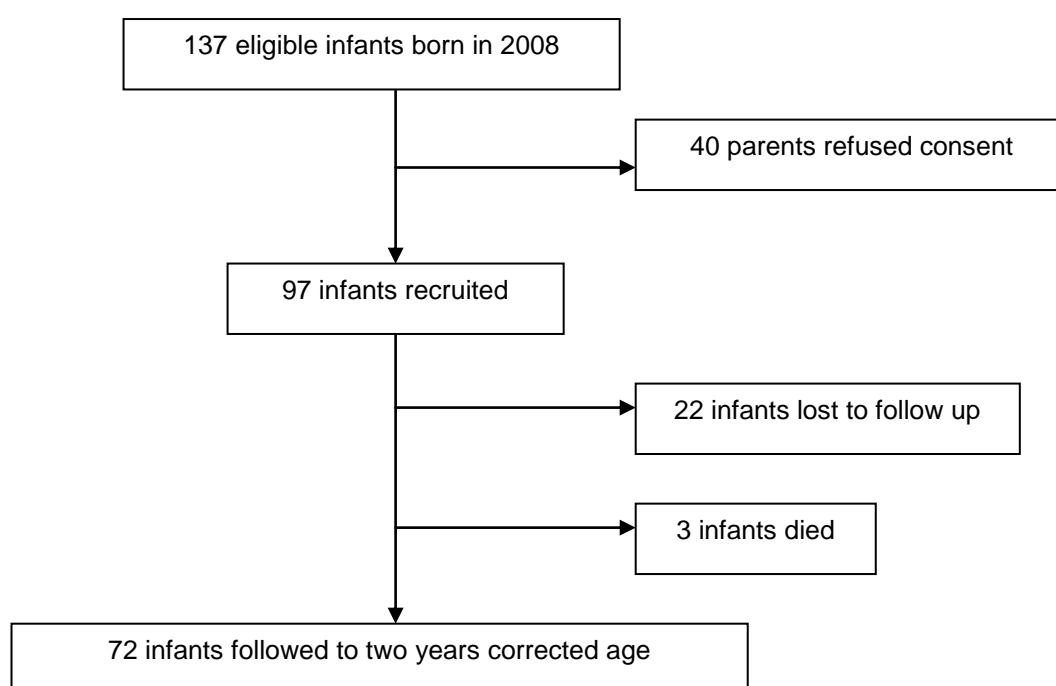 137 eligible infants born in 2008
40 parents refused consent
97 infants recruited
22 infants lost to follow up
3 infants died
72 infants followed to two years corrected age